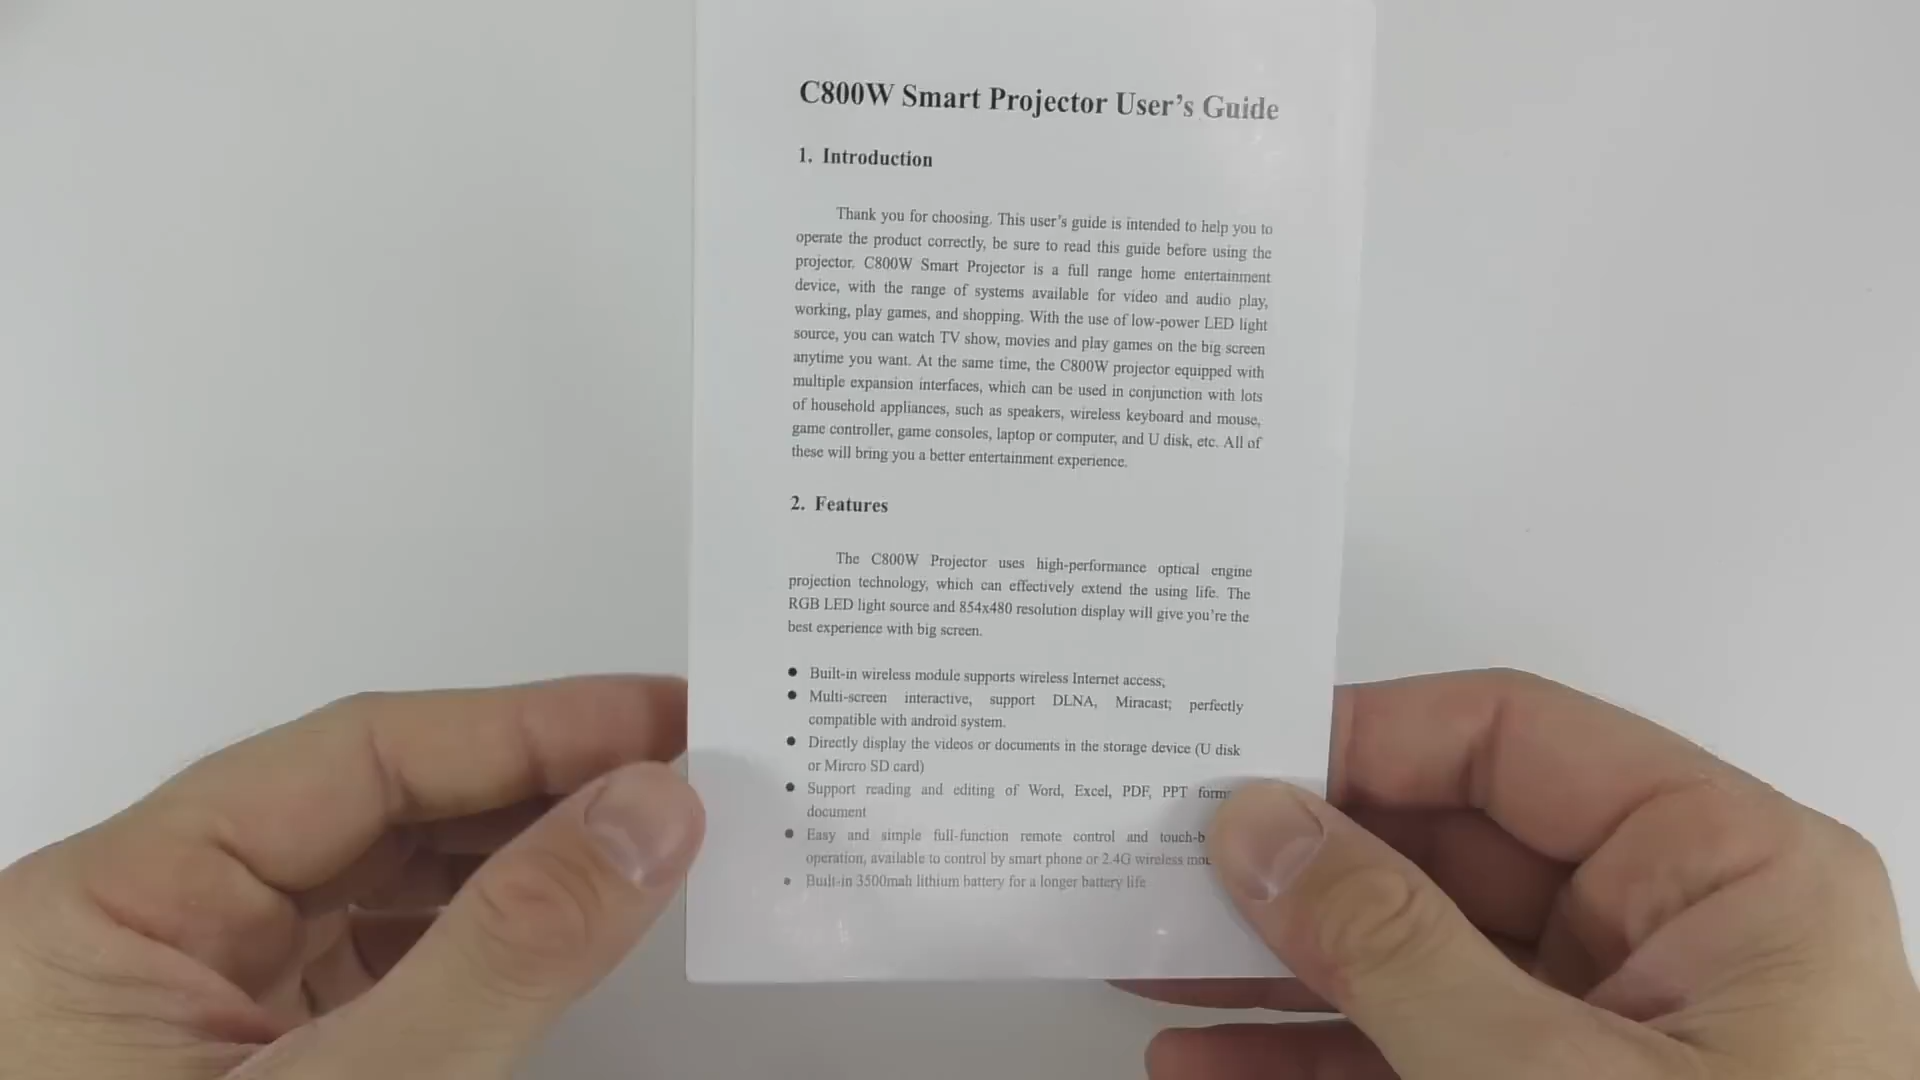 C800W Smart Projector User's Guide
1. Introduction
Thank you for choosing. This user's guide is intended to help you to
operate the product correctly, be sure to read this guide before using the
projector. C800W Smart Projector is a full range home entertainment
device, with the range of systems available for video and audio play,
working, play games, and shopping. With the use of low-power LED light
source, you can watch TV show, movies and play games on the big screen
anytime you want. At the same time, the C800W projector equipped with
multiple expansion interfaces, which can be used in conjunction with lots
of household appliances, such as speakers, wireless keyboard and mouse,
game controller, game consoles, laptop or computer, and U disk, etc. All of
these will bring you a better entertainment experience.
2. Features
The C800W Projector uses high-performance optical engine
projection technology, which can effectively extend the using life. The
RGB LED light source and 854x480 resolution display will give you're the
best experience with big screen.
● Built-in wireless module supports wireless Internet access;
● Multi-screen interactive, support DLNA, Miracast; perfectly
compatible with android system.
● Directly display the videos or documents in the storage device (U disk
or Mircro SD card)
● Support reading and editing of Word, Excel, PDF, PPT
document
● Easy and simple full-function remote control and
operation, available to control by smart phone or 2.4G wireless
● Built-in 3500mah lithium battery for a longer battery life